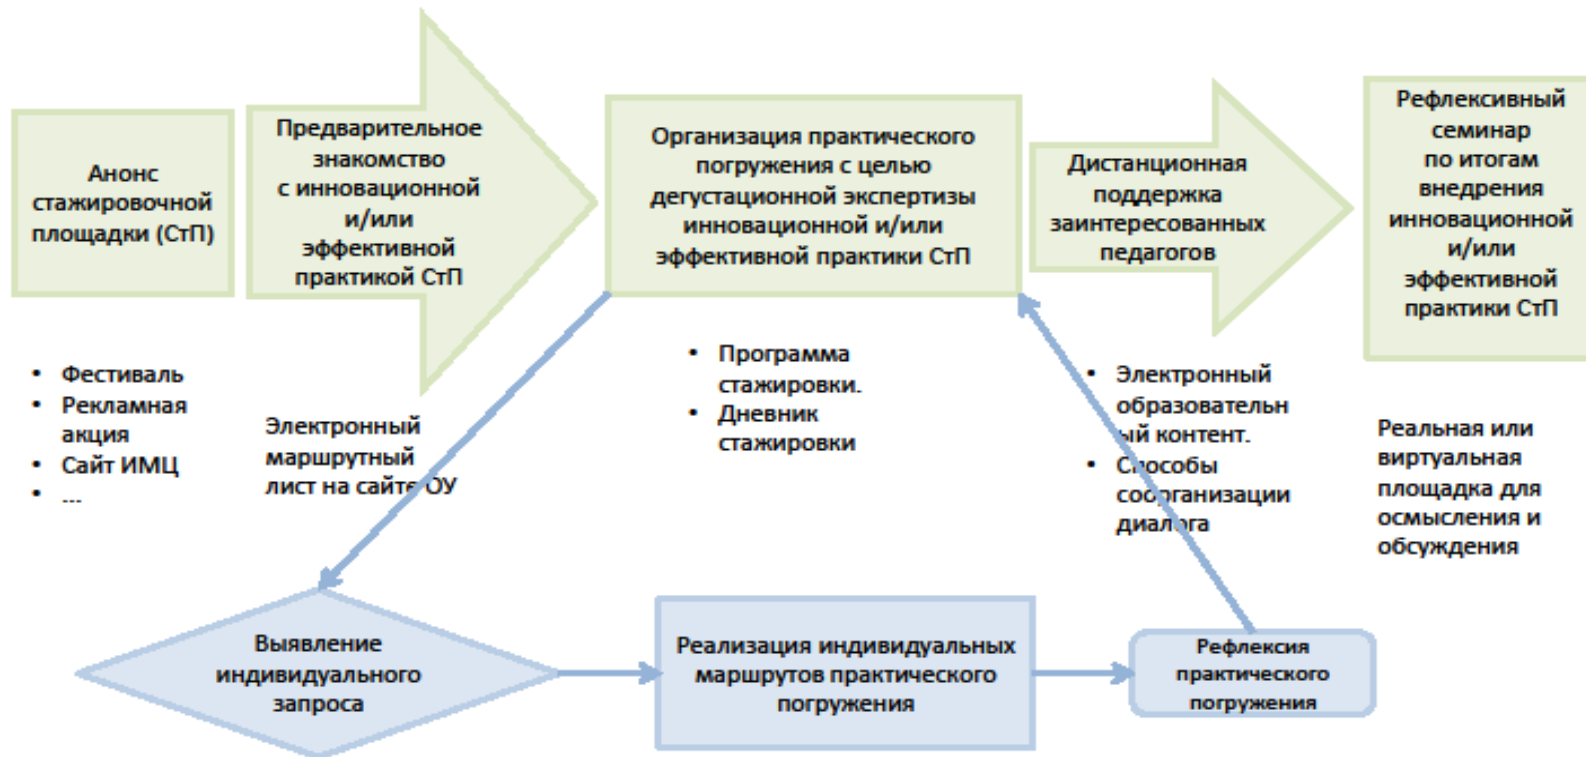 Анонс
стажировочной
площадки (СтП)
Предварительное
знакомство
с инновационной
и/или
эффективной
практикой СтП
Организация практического
погружения с целью
дегустационной экспертизы
инновационной и/или
эффективной практики СтП
Дистанционная
поддержка
заинтересованных
педагогов
Рефлексивный
семинар
по итогам
внедрения
инновационной
и/или
эффективной
практики СтП
• Фестиваль
• Рекламная
акция
• Сайт ИМЦ
• ...
Электронный
маршрутный
лист на сайте ОУ
• Программа
стажировки.
• Дневник
стажировки
• Электронный
образовательн
ый контент.
• Способы
соорганизации
диалога
Реальная или
виртуальная
площадка для
осмысления и
обсуждения
Выявление
индивидуального
запроса
Реализация индивидуальных
маршрутов практического
погружения
Рефлексия
практического
погружения